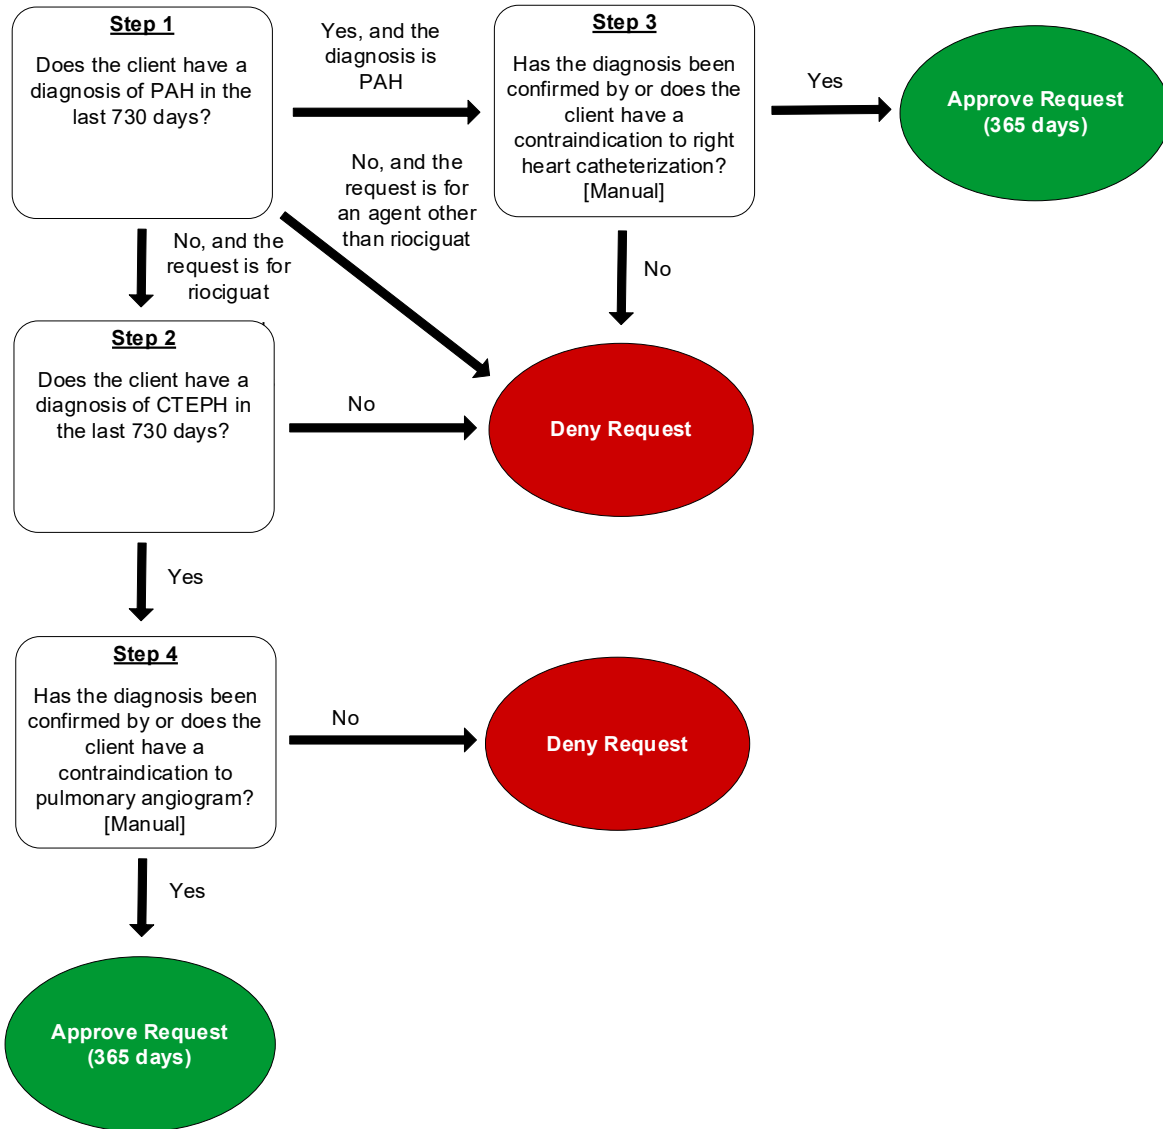 Step 1
Does the client have a
diagnosis of PAH in the
last 730 days?
Yes, and the
diagnosis is
PAH
Step 3
Has the diagnosis been
confirmed by or does the
client have a
contraindication to right
heart catheterization?
[Manual]
Yes
Approve Request
(365 days)
No, and the
request is for
an agent other
than riociguat
No, and the
request is for
riociguat
No
Step 2
Does the client have a
diagnosis of CTEPH in
the last 730 days?
No
Deny Request
Yes
Step 4
Has the diagnosis been
confirmed by or does the
client have a
contraindication to
pulmonary angiogram?
[Manual]
No
Deny Request
Yes
Approve Request
(365 days)